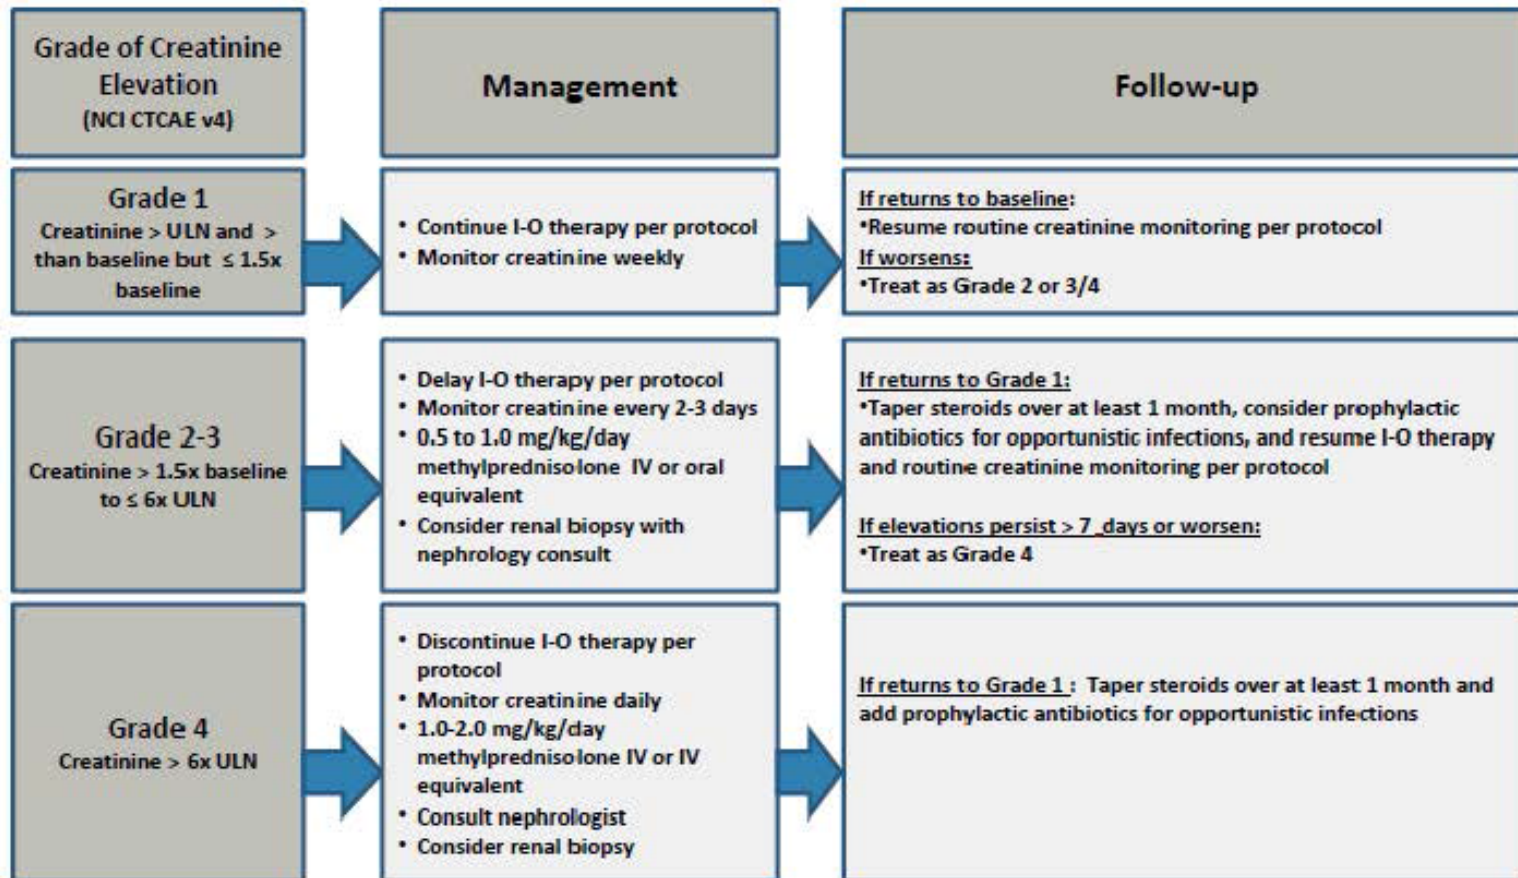 Grade of Creatinine
Elevation
(NCI CTCAE v4)
Management
Follow-up
Grade 1
Creatinine > ULN and >
than baseline but ≤ 1.5x
baseline
• Continue I-O therapy per protocol
• Monitor creatinine weekly
If returns to baseline:
•Resume routine creatinine monitoring per protocol
If worsens:
•Treat as Grade 2 or 3/4
Grade 2-3
Creatinine > 1.5x baseline
to ≤ 6x ULN
• Delay I-O therapy per protocol
• Monitor creatinine every 2-3 days
• 0.5 to 1.0 mg/kg/day
methylprednisolone IV or oral
equivalent
• Consider renal biopsy with
nephrology consult
If returns to Grade 1:
•Taper steroids over at least 1 month, consider prophylactic
antibiotics for opportunistic infections, and resume I-O therapy
and routine creatinine monitoring per protocol
If elevations persist > 7 days or worsen:
•Treat as Grade 4
Grade 4
Creatinine > 6x ULN
• Discontinue I-O therapy per
protocol
• Monitor creatinine daily
• 1.0-2.0 mg/kg/day
methylprednisolone IV or IV
equivalent
• Consult nephrologist
• Consider renal biopsy
If returns to Grade 1 : Taper steroids over at least 1 month and
add prophylactic antibiotics for opportunistic infections